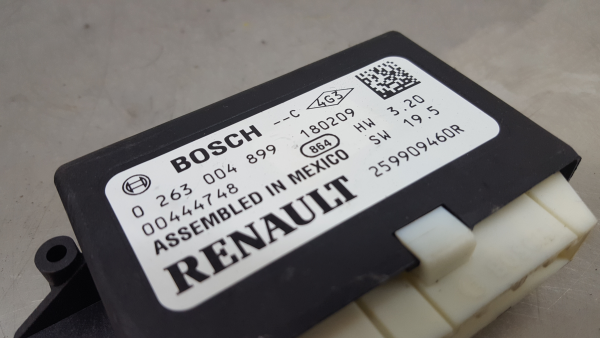 BOSCH --C 4G3
0 263 004 899 180209
00444748 864 HW 3.20
ASSEMBLED IN MEXICO SW 19.5
RENAULT 259909460R